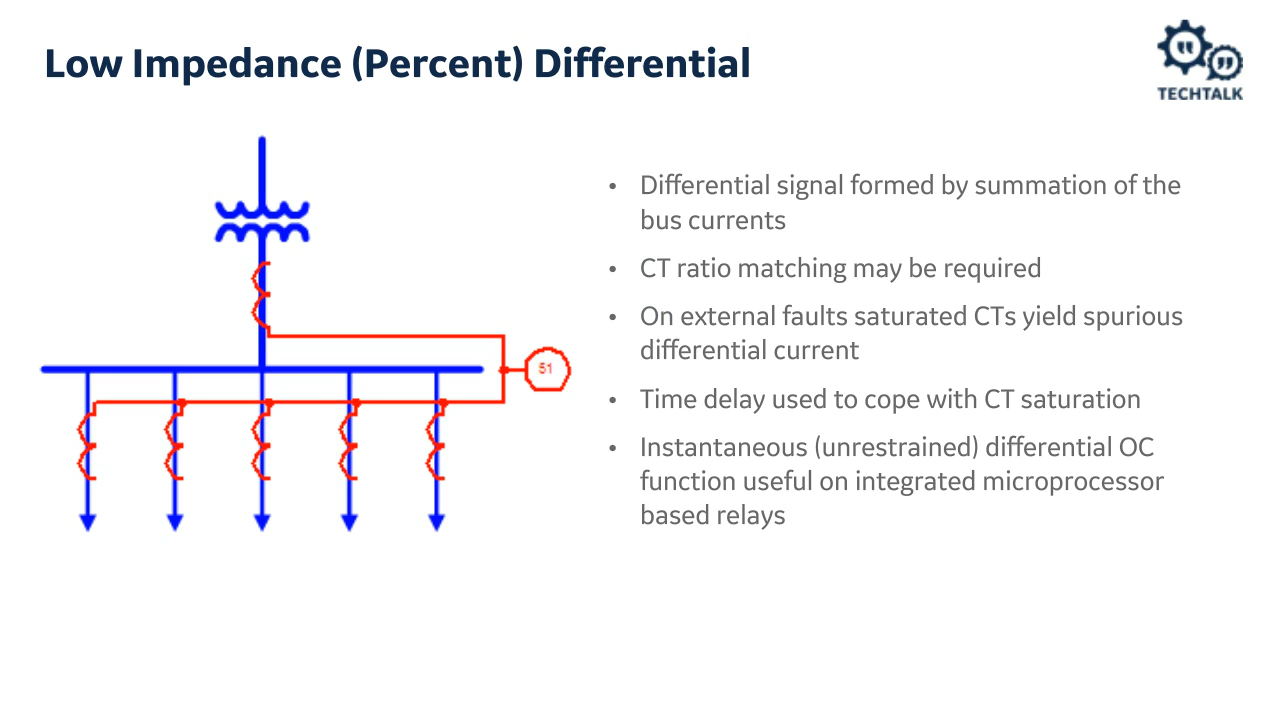 Low Impedance (Percent) Differential
TECHTALK
• Differential signal formed by summation of the
bus currents
• CT ratio matching may be required
• On external faults saturated CTs yield spurious
differential current
• Time delay used to cope with CT saturation
• Instantaneous (unrestrained) differential OC
function useful on integrated microprocessor
based relays
51